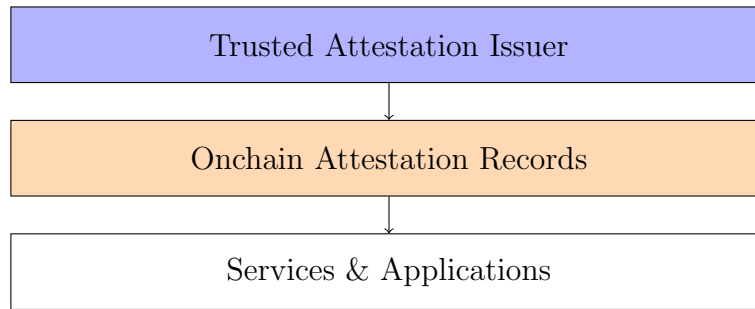 Trusted Attestation Issuer
Onchain Attestation Records
Services & Applications